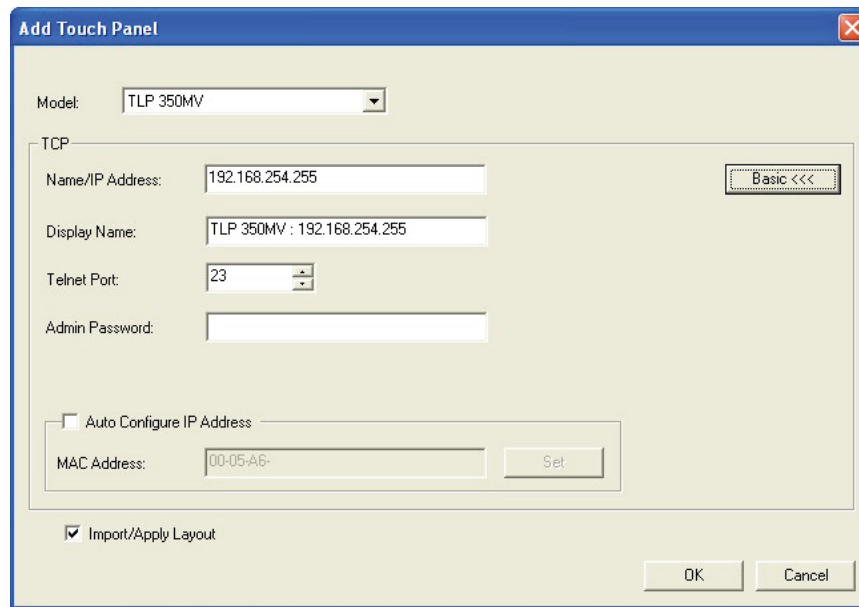 Add Touch Panel
Model: TLP 350MV
TCP
Name/IP Address: 192.168.254.255 Basic <<<
Display Name: TLP 350MV : 192.168.254.255
Telnet Port: 23
Admin Password:
Auto Configure IP Address
MAC Address: 00-05-A6- Set
Import/Apply Layout
OK Cancel